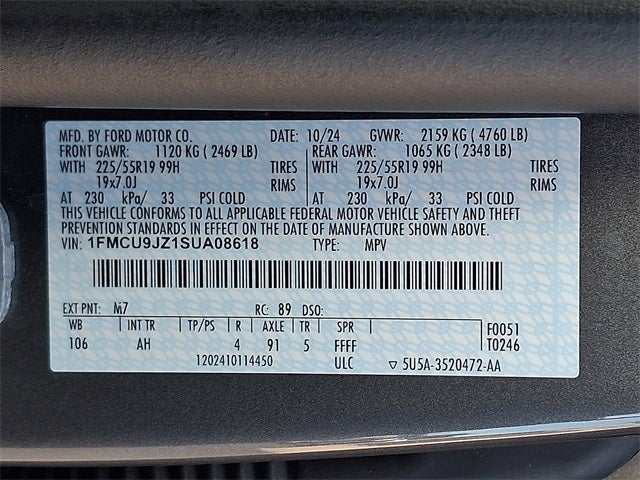 MFD. BY FORD MOTOR CO. DATE: 10/24 GVWR: 2159 KG ( 4760 LB)
FRONT GAWR: 1120 KG ( 2469 LB) REAR GAWR: 1065 KG ( 2348 LB)
WITH 225/55R19 99H TIRES WITH 225/55R19 99H TIRES
19x7.0J RIMS 19x7.0J RIMS
AT 230 kPa/ 33 PSI COLD AT 230 kPa/ 33 PSI COLD
THIS VEHICLE CONFORMS TO ALL APPLICABLE FEDERAL MOTOR VEHICLE SAFETY AND THEFT
PREVENTION STANDARDS IN EFFECT ON THE DATE OF MANUFACTURE SHOWN ABOVE.
VIN: 1FMCU9JZ1SUA08618 TYPE: MPV
EXT PNT: M7 RC: 89 DSO:
WB INT TR TP/PS R AXLE TR SPR F0051
106 AH 4 91 5 FFFF T0246
1202410114450 ULC ▽ 5U5A-3520472-AA